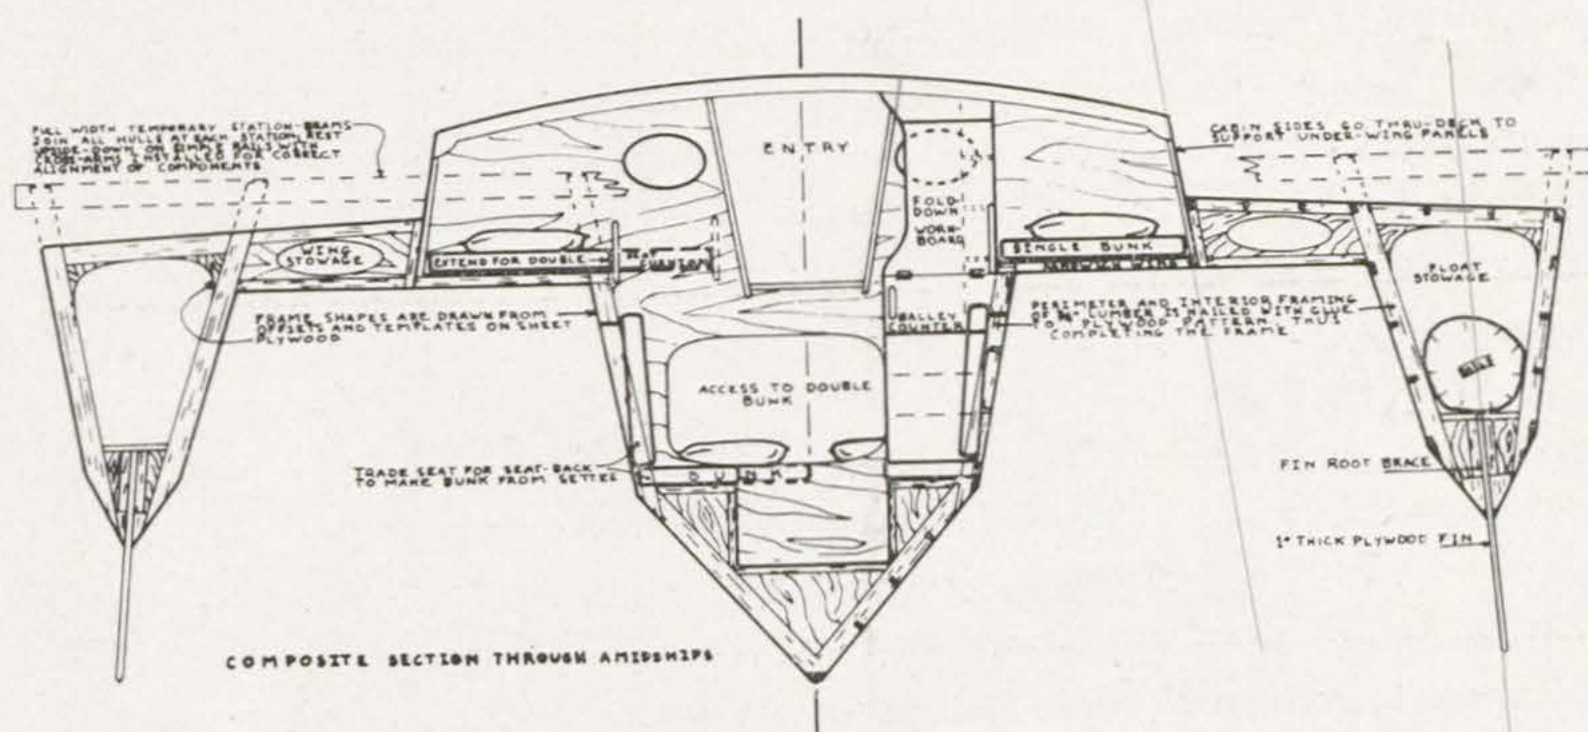 FULL WIDTH TEMPORARY STATION-BEAMS
JOIN ALL HULLS AT EACH STATION; REST
UPSIDE-DOWN ON SIMPLE RAILS WITH
CROSS-ARMS INSTALLED FOR CORRECT
ALIGNMENT OF COMPONENTS
ENTRY
CABIN SIDES GO THRU-DECK TO
SUPPORT UNDER-WING PANELS
FOLD-
DOWN
WORK-
BOARD
WING
STOWAGE
EXTEND FOR DOUBLE
SINGLE BUNK
FLOAT
STOWAGE
FRAME SHAPES ARE DRAWN FROM
OFFSETS AND TEMPLATES ON SHEET
PLYWOOD
GALLEY
COUNTER
PERIMETER AND INTERIOR FRAMING
OF 3/4" LUMBER IS NAILED WITH GLUE
TO PLYWOOD PATTERN, THUS
COMPLETING THE FRAME
ACCESS TO DOUBLE
BUNK
TRADE SEAT FOR SEAT-BACK
TO MAKE BUNK FROM SETTEE
BUNK
FIN ROOT BRACE
1" THICK PLYWOOD FIN
COMPOSITE SECTION THROUGH AMIDSHIPS